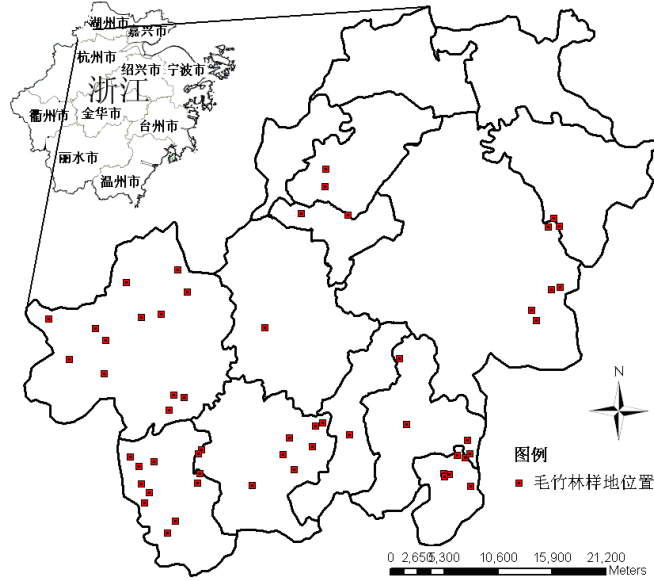 湖州市
嘉兴市
杭州市
绍兴市 宁波市
浙江
衢州市 金华市
台州市
丽水市
温州市
N
图例
毛竹林样地位置
0 2,650 5,300 10,600 15,900 21,200
Meters